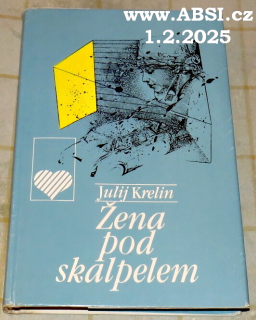 www.ABSI.cz
1.2.2025
Julij Krelin
Žena
pod
skalpelem